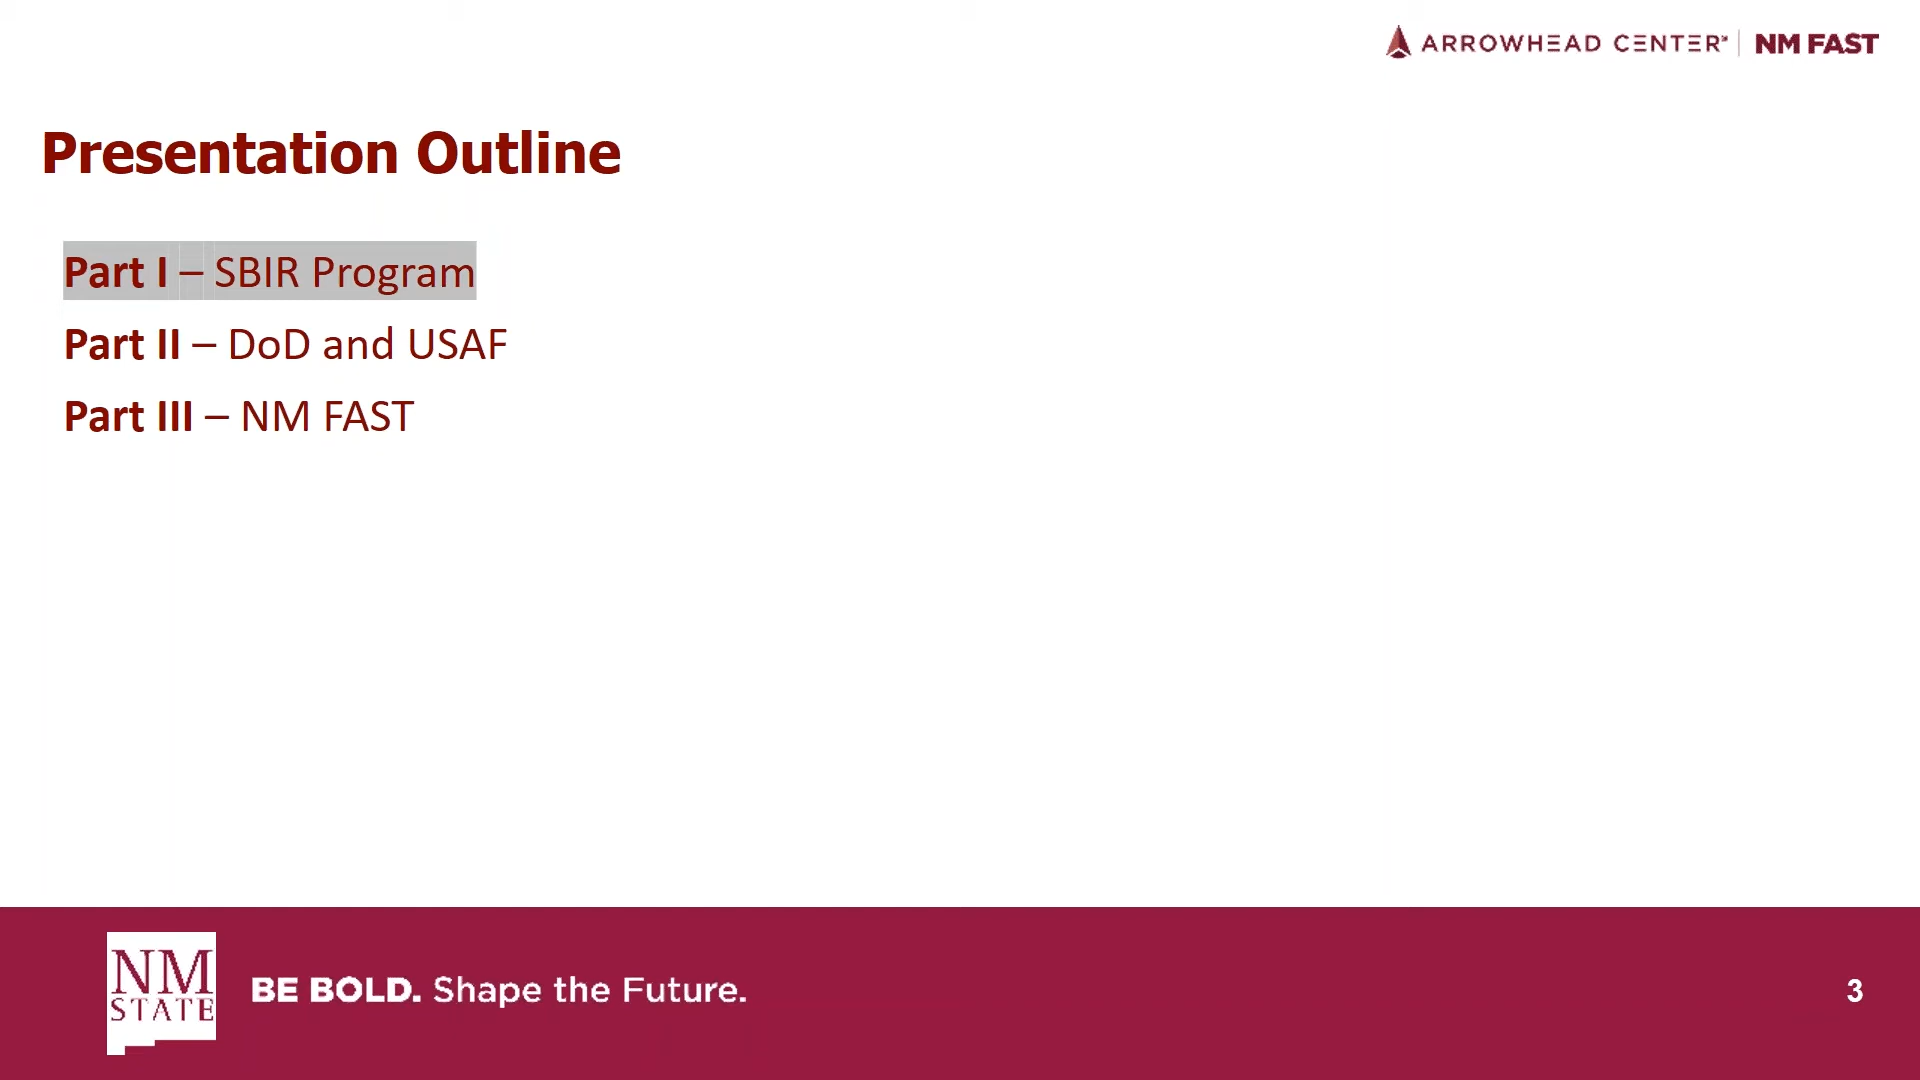 ARROWHEAD CENTER | NM FAST
Presentation Outline
Part I – SBIR Program
Part II – DoD and USAF
Part III – NM FAST
NM
STATE
BE BOLD. Shape the Future.
3